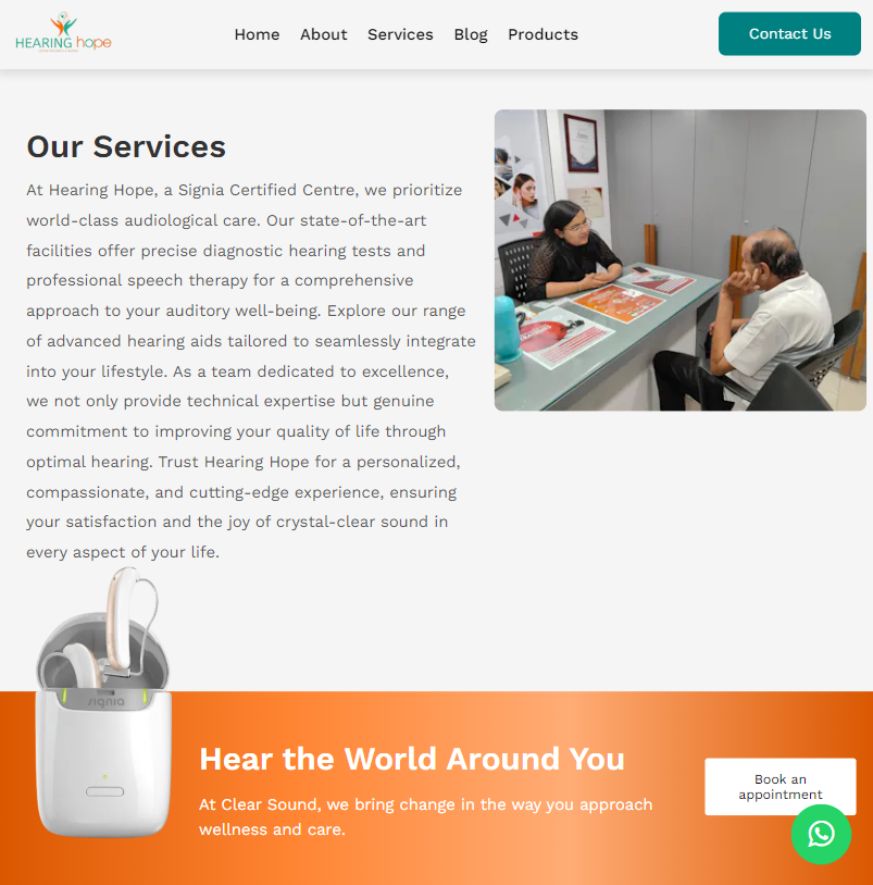 HEARING hope
Home
About
Services
Blog
Products
Contact Us
Our Services
At Hearing Hope, a Signia Certified Centre, we prioritize
world-class audiological care. Our state-of-the-art
facilities offer precise diagnostic hearing tests and
professional speech therapy for a comprehensive
approach to your auditory well-being. Explore our range
of advanced hearing aids tailored to seamlessly integrate
into your lifestyle. As a team dedicated to excellence,
we not only provide technical expertise but genuine
commitment to improving your quality of life through
optimal hearing. Trust Hearing Hope for a personalized,
compassionate, and cutting-edge experience, ensuring
your satisfaction and the joy of crystal-clear sound in
every aspect of your life.
signia
Hear the World Around You
At Clear Sound, we bring change in the way you approach
wellness and care.
Book an
appointment